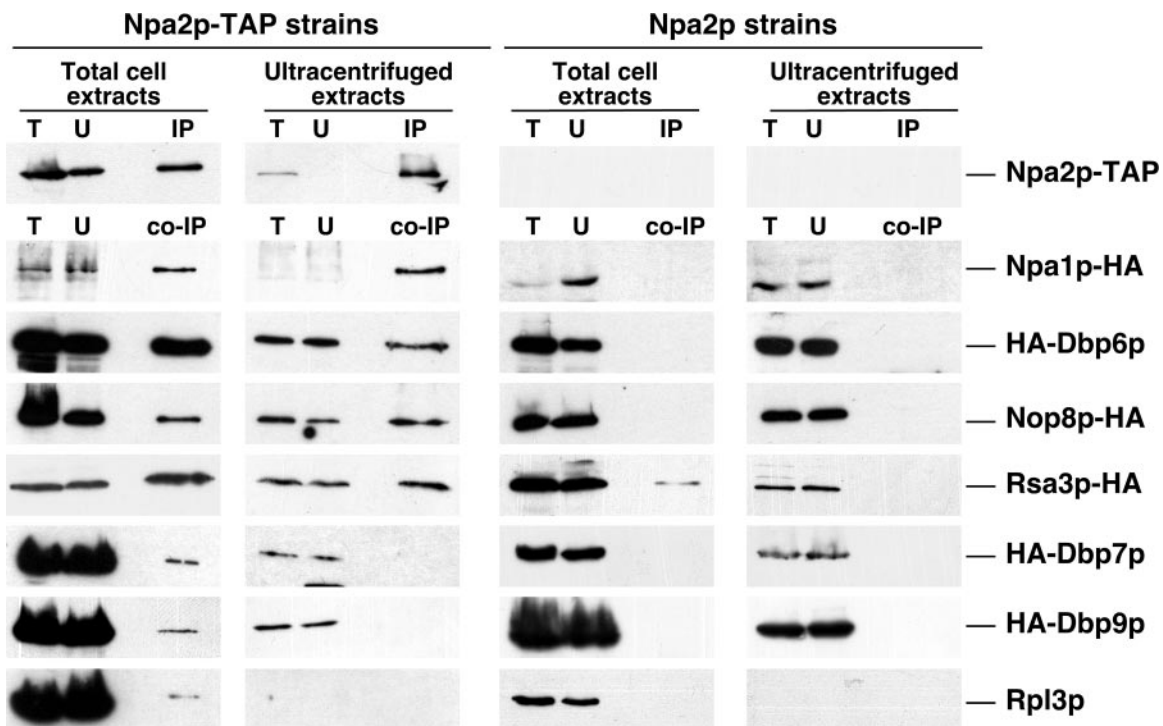 Npa2p-TAP strains Npa2p strains
Total cell extracts Ultracentrifuged extracts Total cell extracts Ultracentrifuged extracts
T U IP T U IP T U IP T U IP
Npa2p-TAP
T U co-IP T U co-IP T U co-IP T U co-IP
Npa1p-HA
HA-Dbp6p
Nop8p-HA
Rsa3p-HA
HA-Dbp7p
HA-Dbp9p
Rpl3p